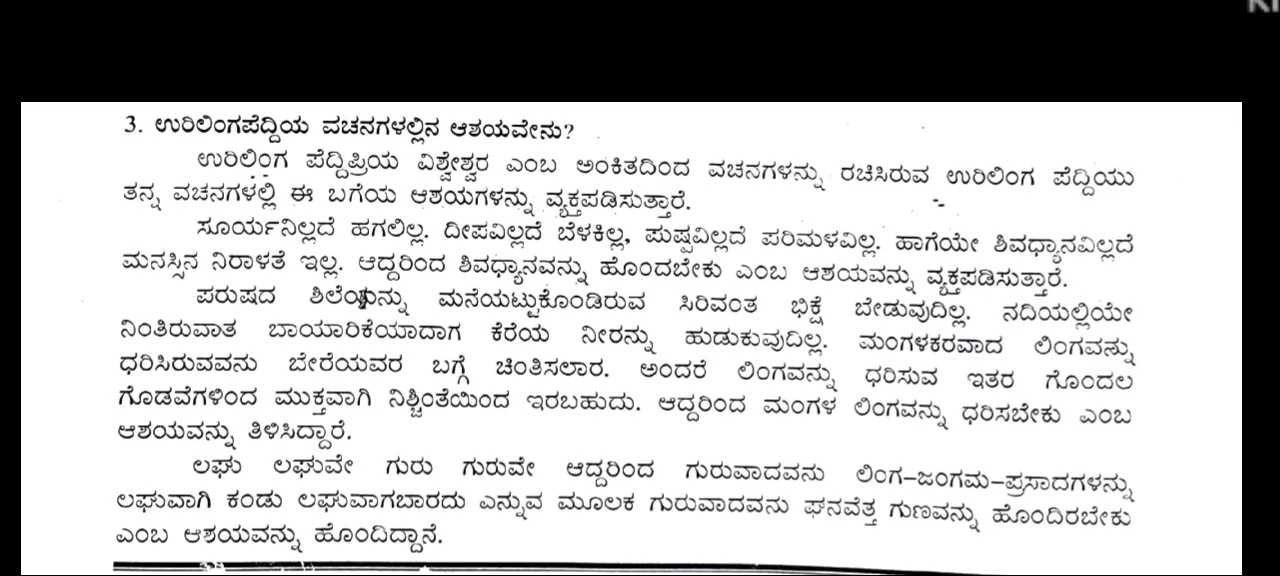 3. ಉರಿಲಿಂಗಪೆದ್ದಿಯ ವಚನಗಳಲ್ಲಿನ ಆಶಯವೇನು?
ಉರಿಲಿಂಗ ಪೆದ್ದಿಪ್ರಿಯ ವಿಶ್ವೇಶ್ವರ ಎಂಬ ಅಂಕಿತದಿಂದ ವಚನಗಳನ್ನು ರಚಿಸಿರುವ ಉರಿಲಿಂಗ ಪೆದ್ದಿಯು
ತನ್ನ ವಚನಗಳಲ್ಲಿ ಈ ಬಗೆಯ ಆಶಯಗಳನ್ನು ವ್ಯಕ್ತಪಡಿಸುತ್ತಾರೆ.
ಸೂರ್ಯನಿಲ್ಲದೆ ಹಗಲಿಲ್ಲ. ದೀಪವಿಲ್ಲದೆ ಬೆಳಕಿಲ್ಲ, ಪುಷ್ಪವಿಲ್ಲದೆ ಪರಿಮಳವಿಲ್ಲ. ಹಾಗೆಯೇ ಶಿವಧ್ಯಾನವಿಲ್ಲದೆ
ಮನಸ್ಸಿನ ನಿರಾಳತೆ ಇಲ್ಲ. ಆದ್ದರಿಂದ ಶಿವಧ್ಯಾನವನ್ನು ಹೊಂದಬೇಕು ಎಂಬ ಆಶಯವನ್ನು ವ್ಯಕ್ತಪಡಿಸುತ್ತಾರೆ.
ಪರುಷದ ಶಿಲೆಯನ್ನು ಮನೆಯಟ್ಟುಕೊಂಡಿರುವ ಸಿರಿವಂತ ಭಿಕ್ಷೆ ಬೇಡುವುದಿಲ್ಲ. ನದಿಯಲ್ಲಿಯೇ
ನಿಂತಿರುವಾತ ಬಾಯಾರಿಕೆಯಾದಾಗ ಕೆರೆಯ ನೀರನ್ನು ಹುಡುಕುವುದಿಲ್ಲ. ಮಂಗಳಕರವಾದ ಲಿಂಗವನ್ನು
ಧರಿಸಿರುವವನು ಬೇರೆಯವರ ಬಗ್ಗೆ ಚಿಂತಿಸಲಾರ. ಅಂದರೆ ಲಿಂಗವನ್ನು ಧರಿಸುವ ಇತರ ಗೊಂದಲ
ಗೊಡವೆಗಳಿಂದ ಮುಕ್ತವಾಗಿ ನಿಶ್ಚಿಂತೆಯಿಂದ ಇರಬಹುದು. ಆದ್ದರಿಂದ ಮಂಗಳ ಲಿಂಗವನ್ನು ಧರಿಸಬೇಕು ಎಂಬ
ಆಶಯವನ್ನು ತಿಳಿಸಿದ್ದಾರೆ.
ಲಘು ಲಘುವೇ ಗುರು ಗುರುವೇ ಆದ್ದರಿಂದ ಗುರುವಾದವನು ಲಿಂಗ-ಜಂಗಮ-ಪ್ರಸಾದಗಳನ್ನು
ಲಘುವಾಗಿ ಕಂಡು ಲಘುವಾಗಬಾರದು ಎನ್ನುವ ಮೂಲಕ ಗುರುವಾದವನು ಘನವೆತ್ತ ಗುಣವನ್ನು ಹೊಂದಿರಬೇಕು
ಎಂಬ ಆಶಯವನ್ನು ಹೊಂದಿದ್ದಾನೆ.